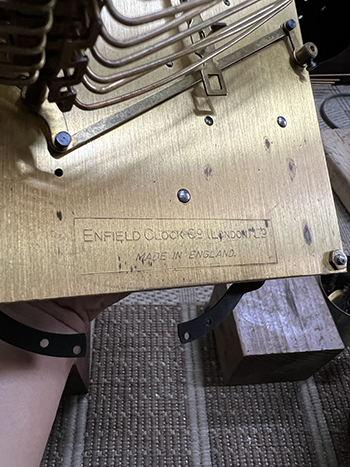 ENFIELD CLOCK Co (LONDON) LTD
MADE IN ENGLAND.